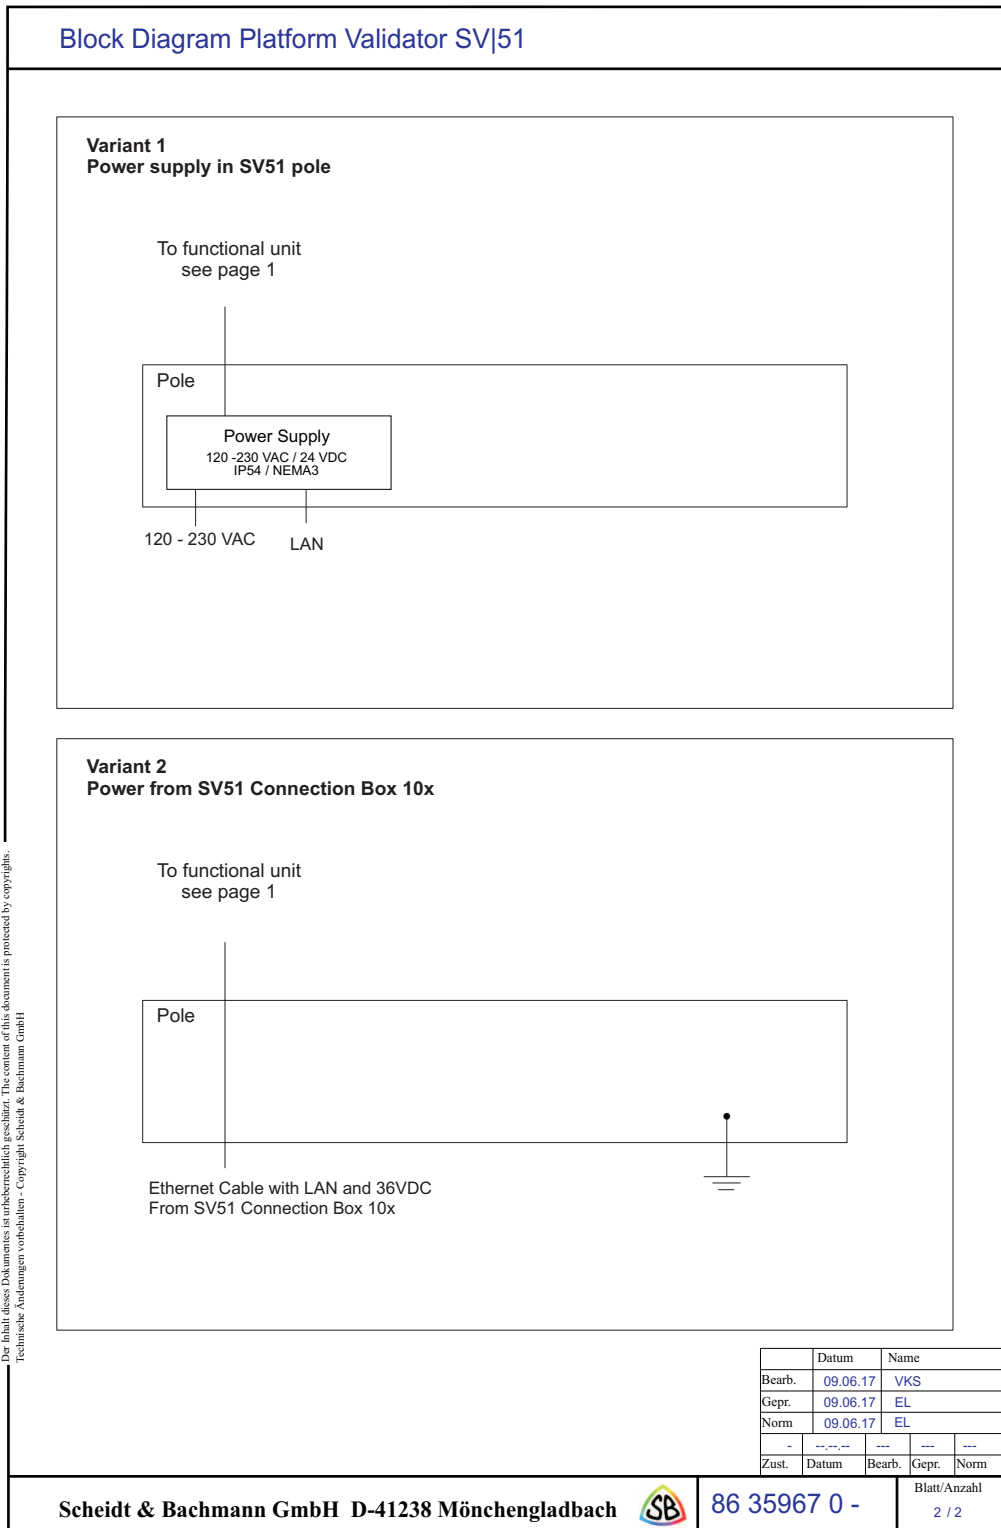 Block Diagram Platform Validator SV|51
Variant 1
Power supply in SV51 pole
To functional unit
see page 1
Pole
Power Supply
120 -230 VAC / 24 VDC
IP54 / NEMA3
120 - 230 VAC
LAN
Variant 2
Power from SV51 Connection Box 10x
To functional unit
see page 1
Pole
Ethernet Cable with LAN and 36VDC
From SV51 Connection Box 10x
Der Inhalt dieses Dokumentes ist urheberrechtlich geschützt. The content of this document is protected by copyrights.
Technische Änderungen vorbehalten - Copyright Scheidt & Bachmann GmbH
Datum Name
Bearb. 09.06.17 VKS
Gepr. 09.06.17 EL
Norm 09.06.17 EL
- --.--.-- --- --- ---
Zust. Datum Bearb. Gepr. Norm
Scheidt & Bachmann GmbH D-41238 Mönchengladbach
SB
86 35967 0 -
Blatt/Anzahl
2 / 2